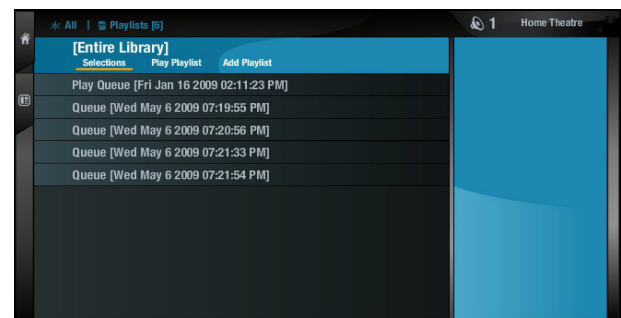 All | Playlists [6]
1 Home Theatre
[Entire Library]
Selections Play Playlist Add Playlist
Play Queue [Fri Jan 16 2009 02:11:23 PM]
Queue [Wed May 6 2009 07:19:55 PM]
Queue [Wed May 6 2009 07:20:56 PM]
Queue [Wed May 6 2009 07:21:33 PM]
Queue [Wed May 6 2009 07:21:54 PM]